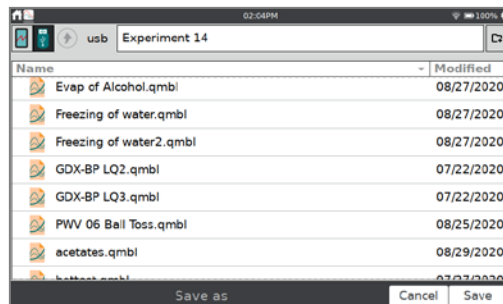 02:04PM 100%
usb Experiment 14
Name Modified
Evap of Alcohol.qmbl 08/27/2020
Freezing of water.qmbl 08/27/2020
Freezing of water2.qmbl 08/27/2020
GDX-BP LQ2.qmbl 07/22/2020
GDX-BP LQ3.qmbl 07/22/2020
PWV 06 Ball Toss.qmbl 08/25/2020
acetates.qmbl 08/29/2020
Save as Cancel Save